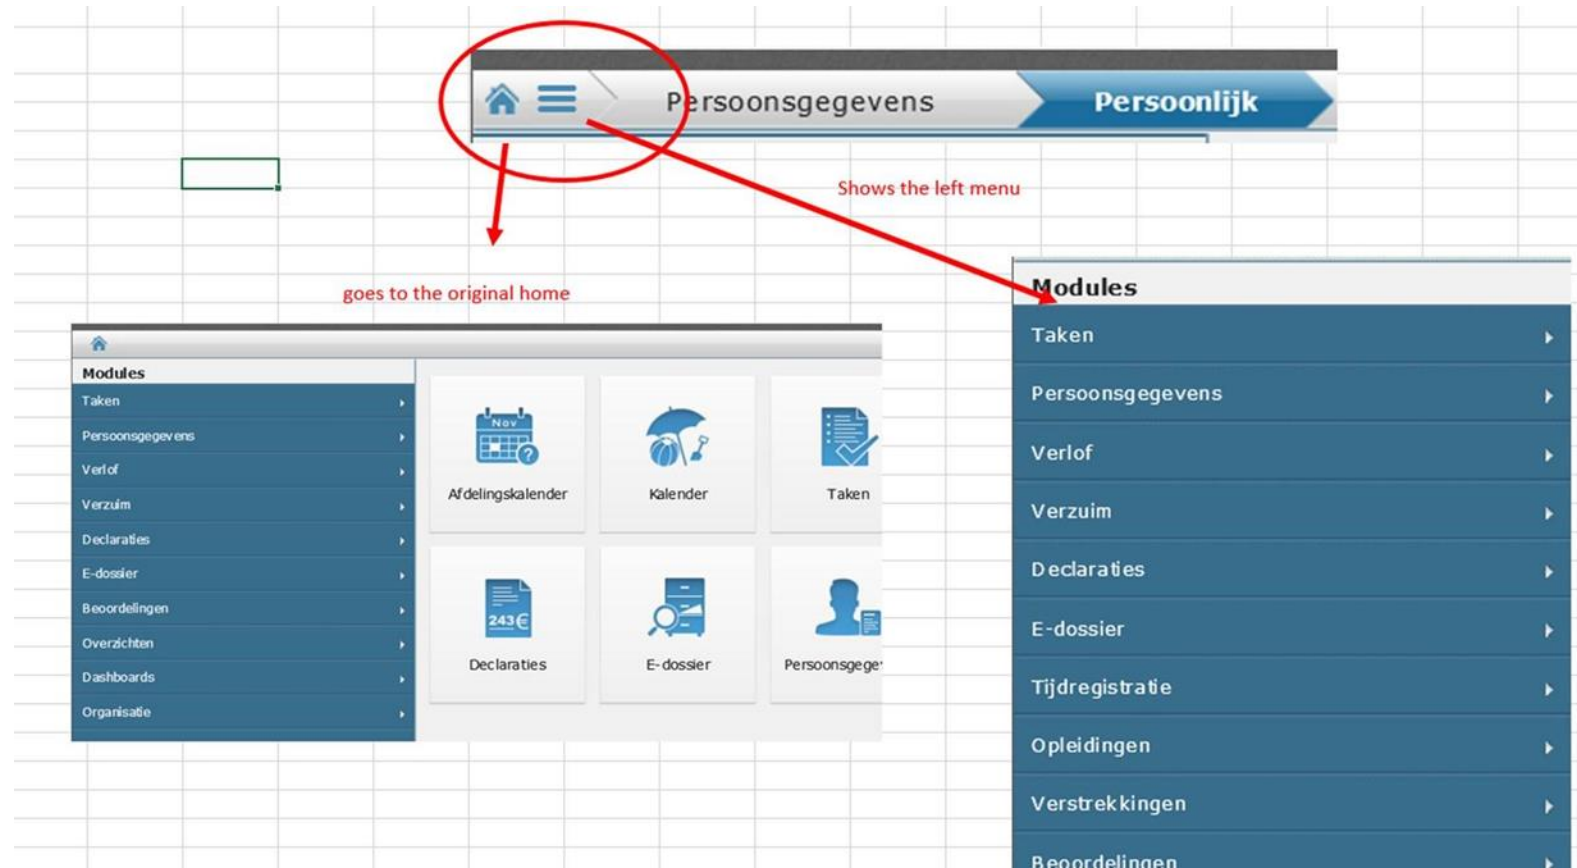 Persoonsgegevens
Persoonlijk
Shows the left menu
goes to the original home
Modules
Taken
Persoonsgegevens
Verlof
Verzuim
Declaraties
E-dossier
Beoordelingen
Overzichten
Dashboards
Organisatie
Nov
?
Afdelingskalender
Kalender
Taken
243€
Declaraties
E-dossier
Persoonsgege
Modules
Taken
Persoonsgegevens
Verlof
Verzuim
Declaraties
E-dossier
Tijdregistratie
Opleidingen
Verstrekkingen
Beoordelingen